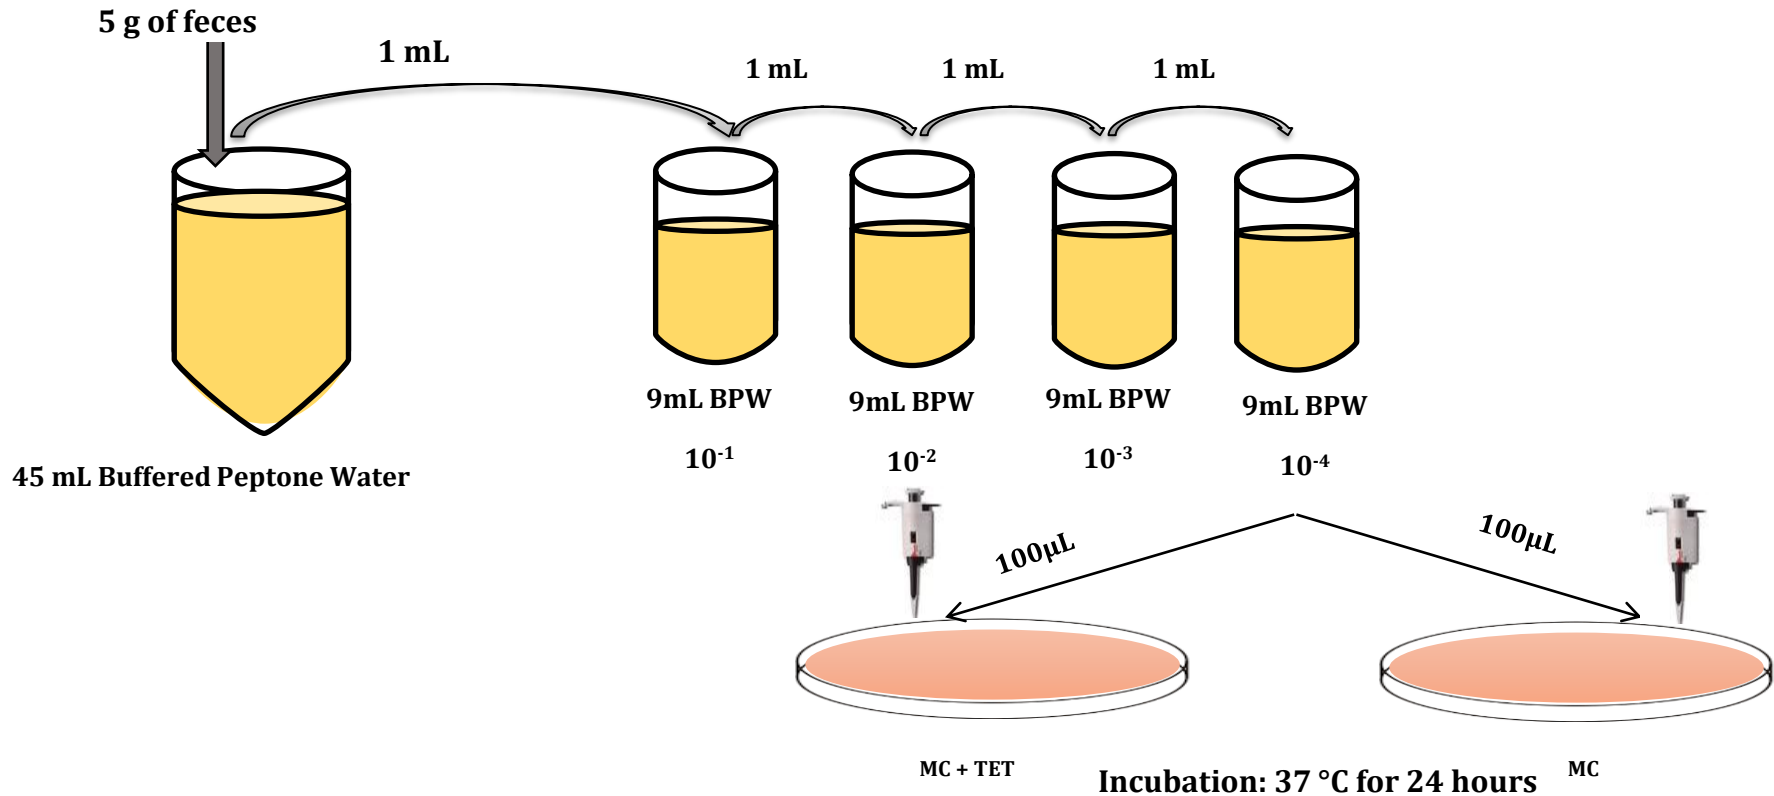 5 g of feces
1 mL
1 mL
1 mL
1 mL
9mL BPW
9mL BPW
9mL BPW
9mL BPW
10⁻¹
10⁻²
10⁻³
10⁻⁴
45 mL Buffered Peptone Water
100μL
100μL
MC + TET
Incubation: 37 °C for 24 hours
MC